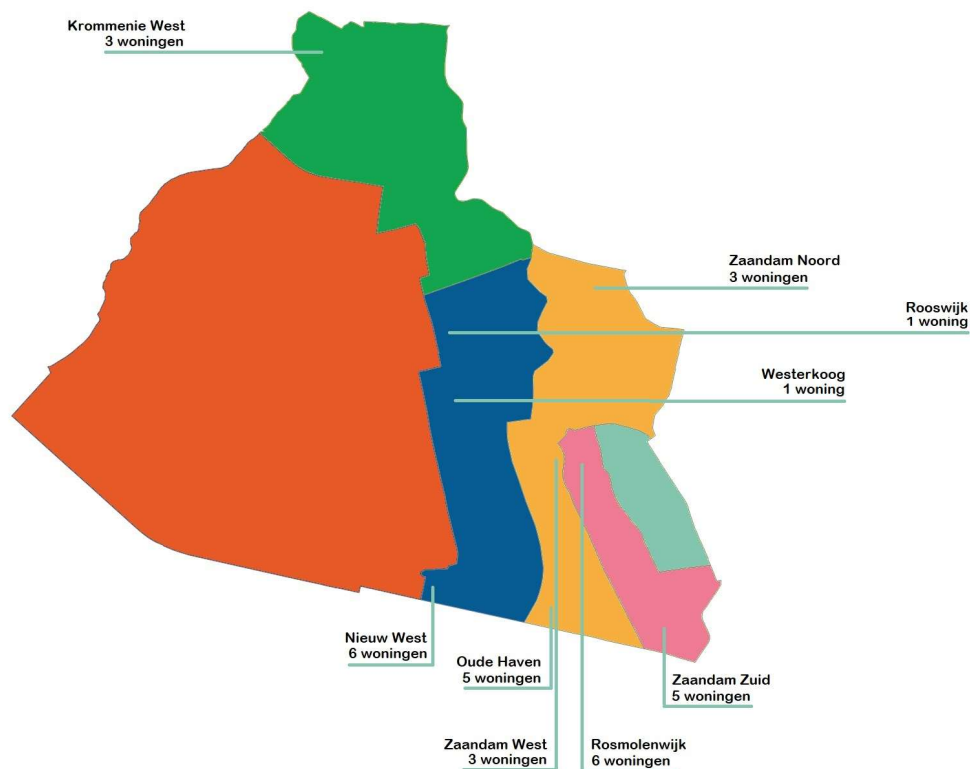 Krommenie West
3 woningen
Zaandam Noord
3 woningen
Rooswijk
1 woning
Westerkoog
1 woning
Nieuw West
6 woningen
Oude Haven
5 woningen
Zaandam Zuid
5 woningen
Zaandam West
3 woningen
Rosmolenwijk
6 woningen